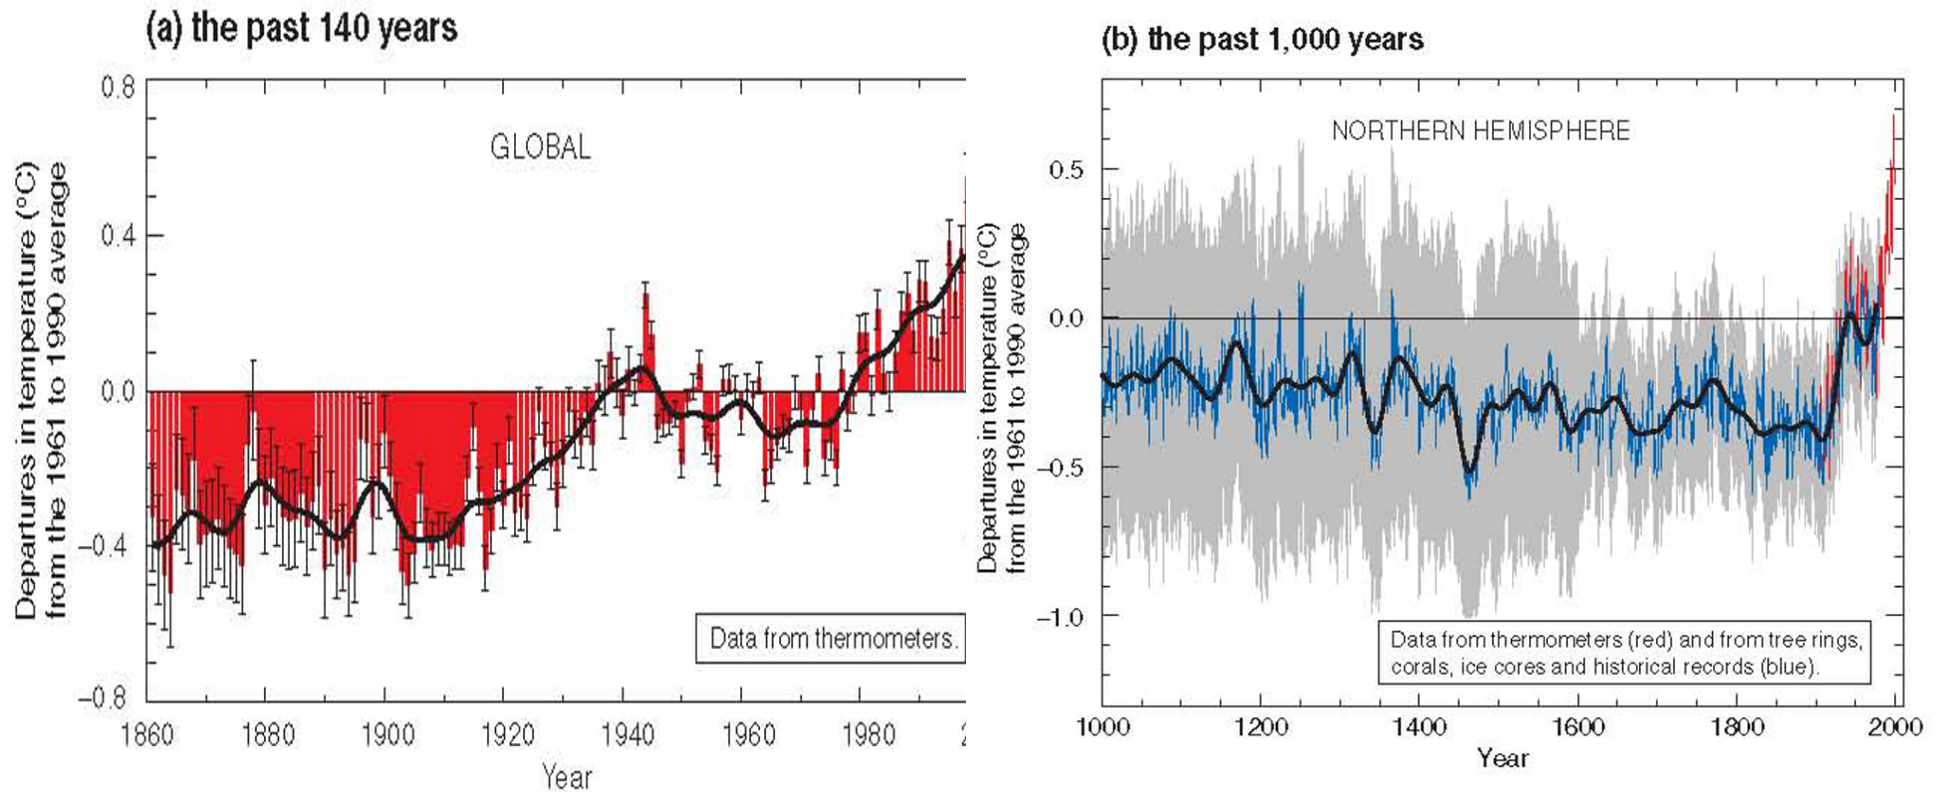 (a) the past 140 years
GLOBAL
Departures in temperature (°C)
from the 1961 to 1990 average
0.8
0.4
0.0
−0.4
−0.8
Data from thermometers.
1860 1880 1900 1920 1940 1960 1980
Year
(b) the past 1,000 years
NORTHERN HEMISPHERE
Departures in temperature (°C)
from the 1961 to 1990 average
0.5
0.0
−0.5
−1.0
Data from thermometers (red) and from tree rings,
corals, ice cores and historical records (blue).
1000 1200 1400 1600 1800 2000
Year